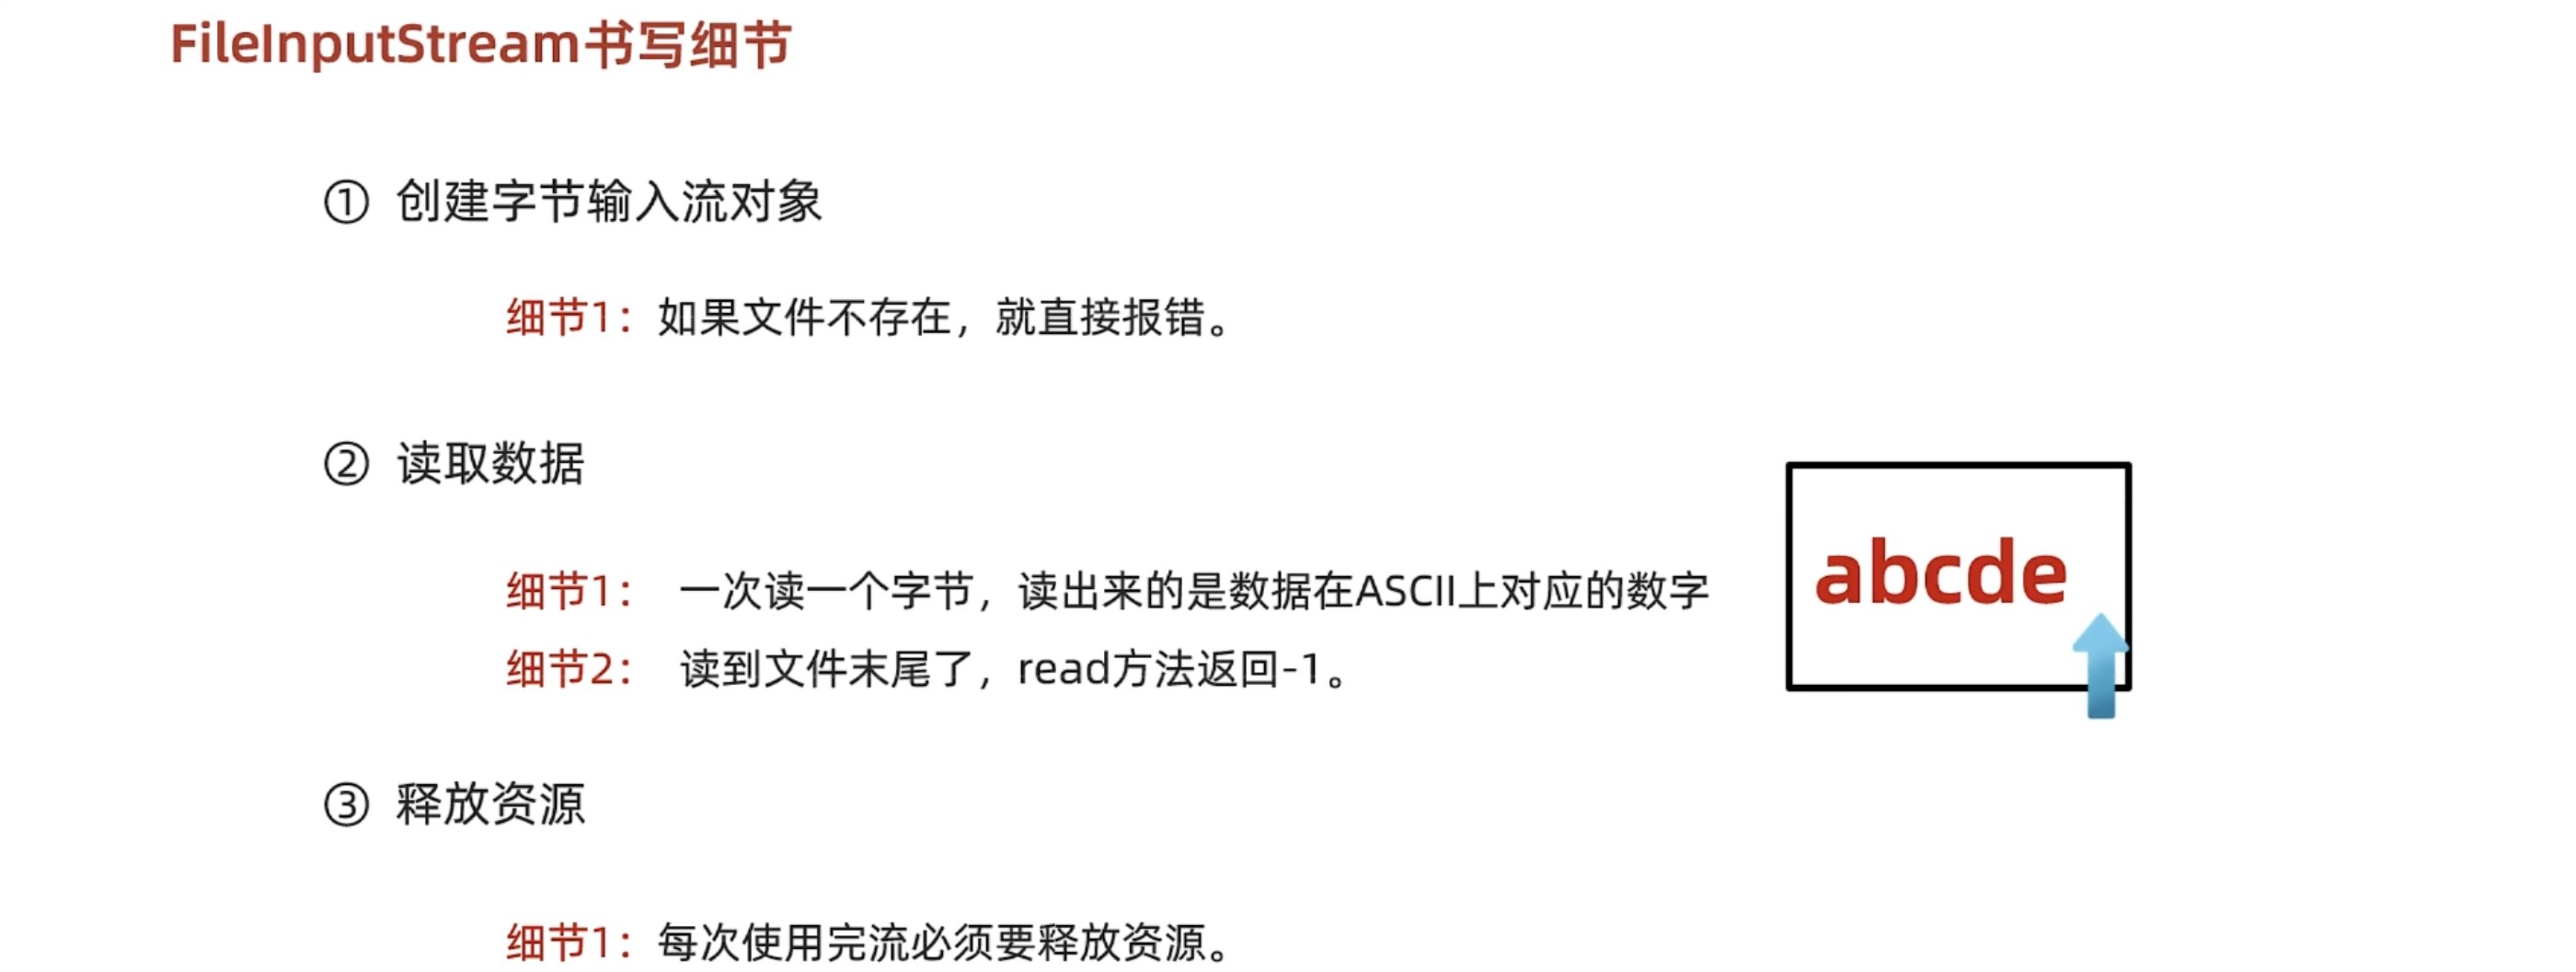 FileInputStream书写细节
① 创建字节输入流对象
细节1：如果文件不存在，就直接报错。
② 读取数据
细节1： 一次读一个字节，读出来的是数据在ASCII上对应的数字
细节2： 读到文件末尾了，read方法返回-1。
abcde
③ 释放资源
细节1：每次使用完流必须要释放资源。